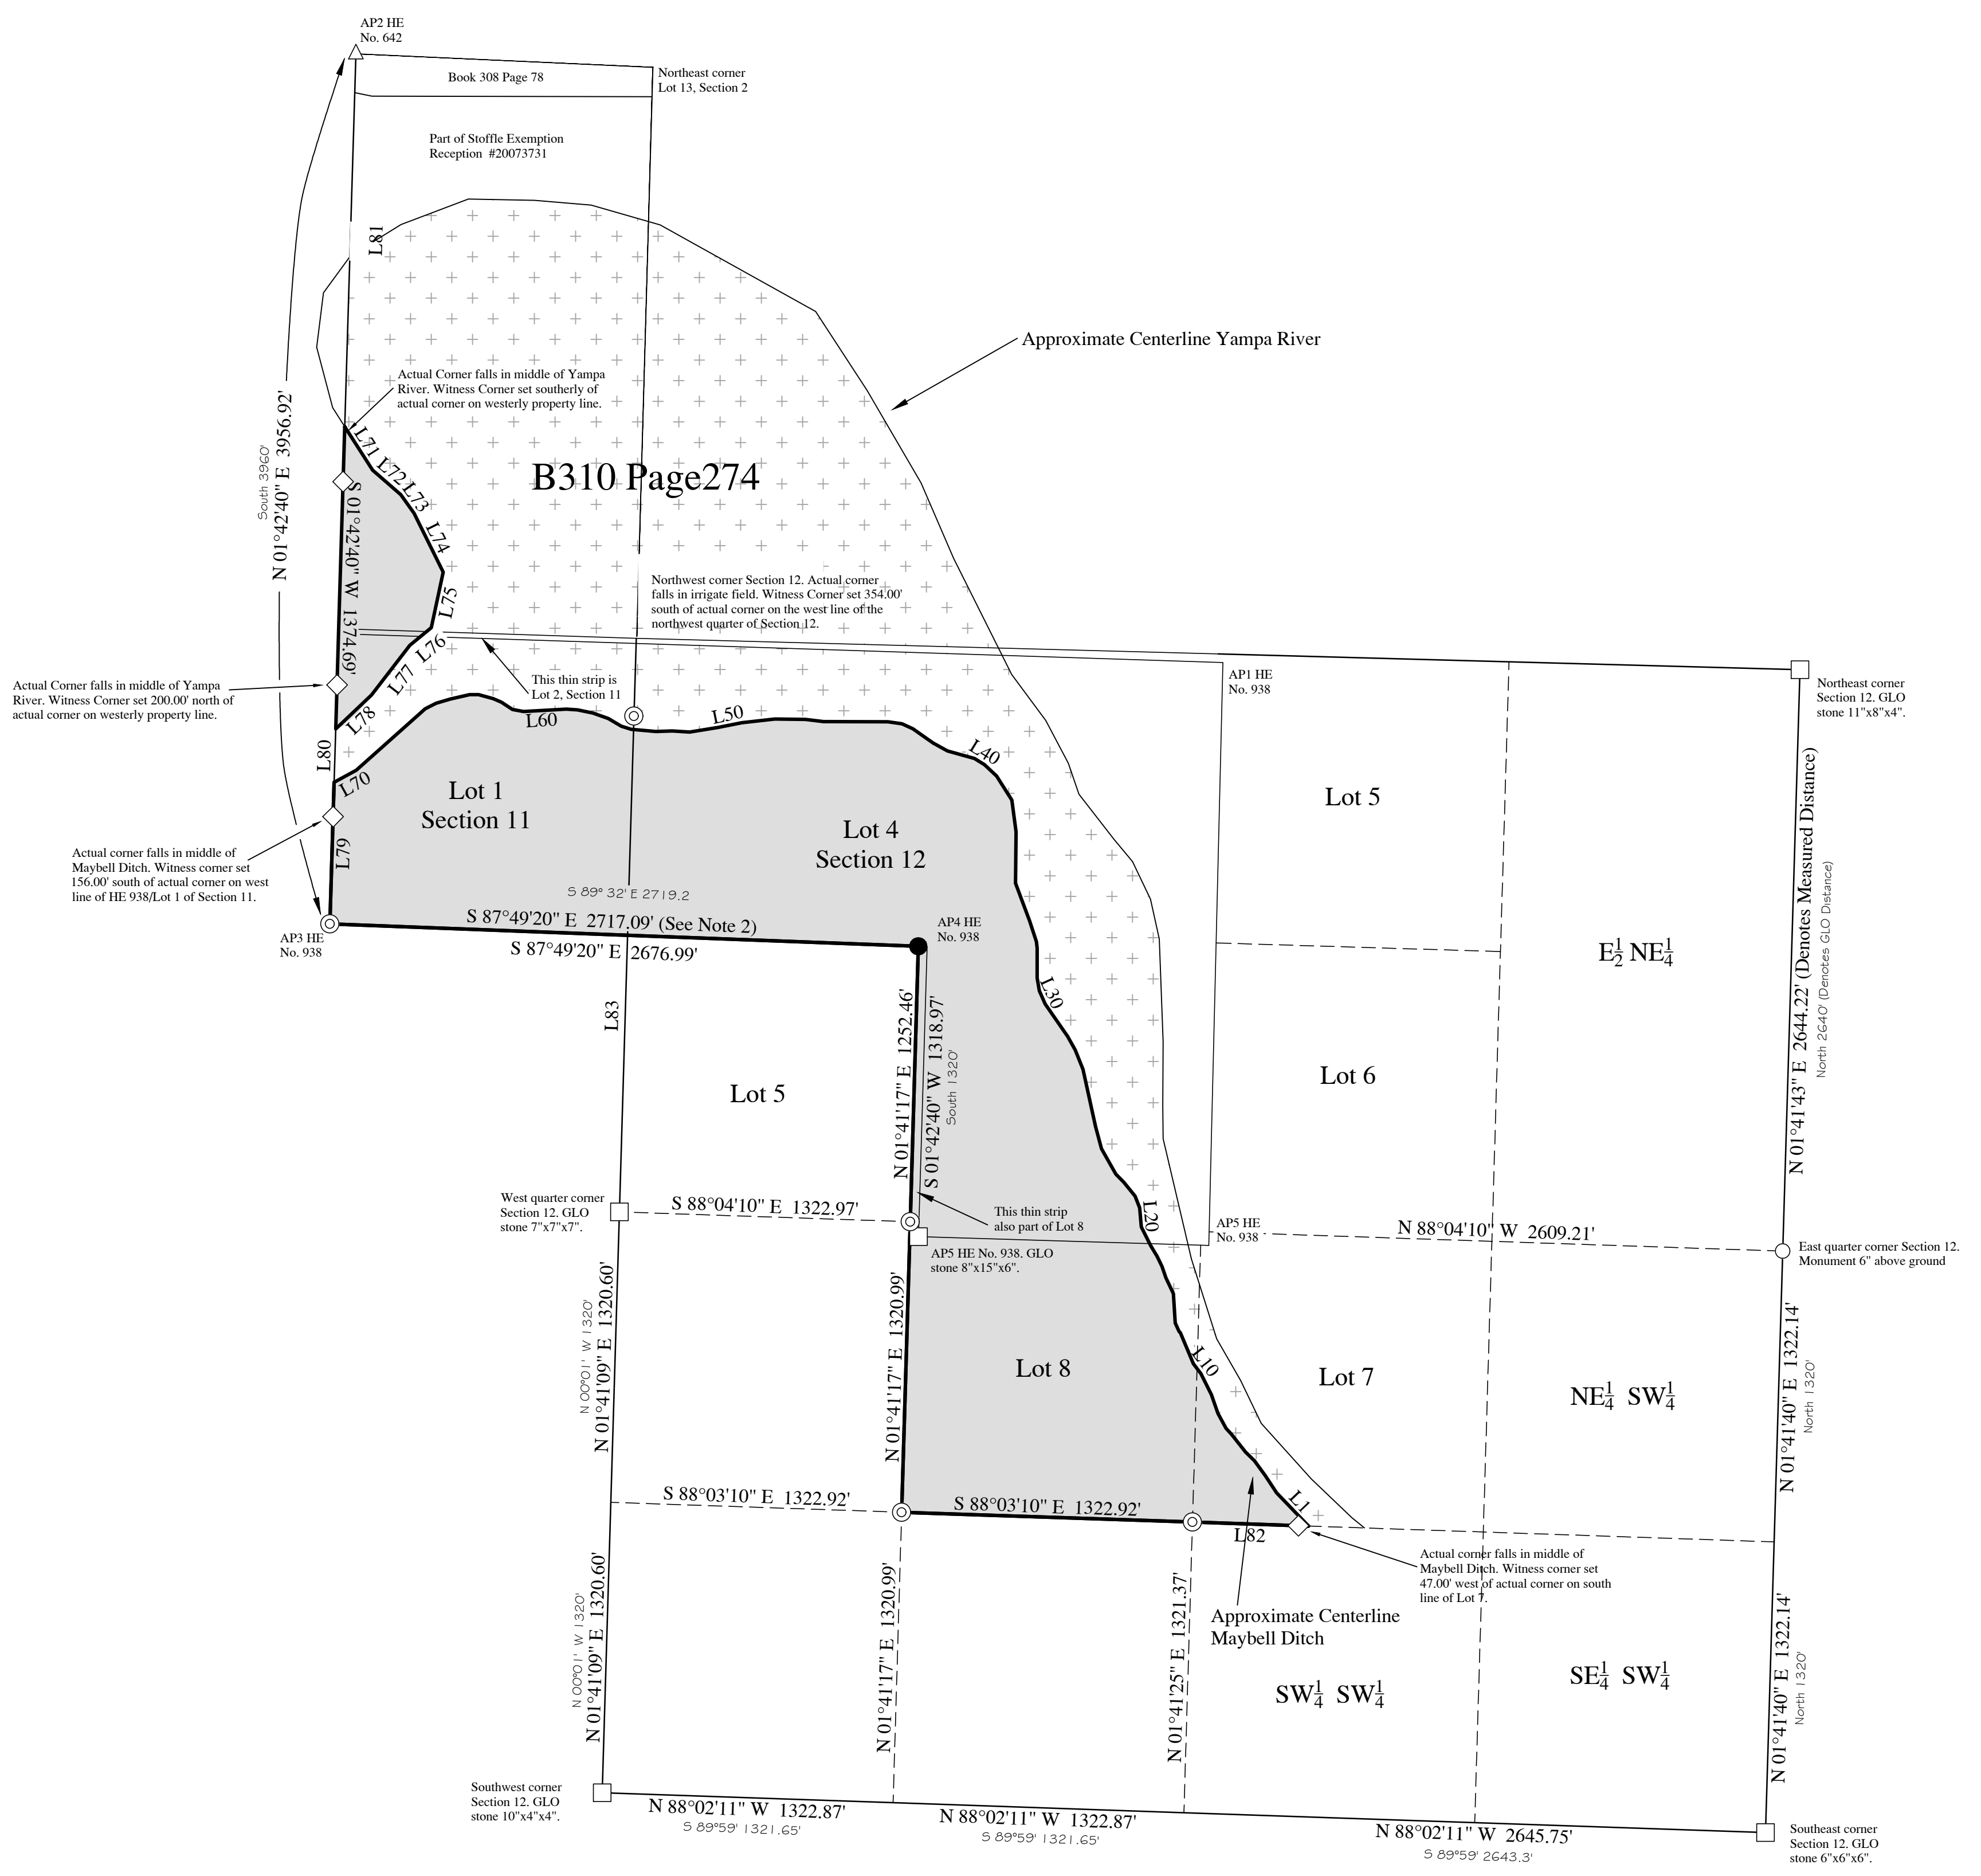 AP2 HE
No. 642
Book 308 Page 78
Northeast corner
Lot 13, Section 2
Part of Stoffle Exemption
Reception #20073731
L81
Approximate Centerline Yampa River
Actual Corner falls in middle of Yampa
River. Witness Corner set southerly of
actual corner on westerly property line.
South 3960'
N 01°42'40" E 3956.92'
L71
L72
L73
L74
L75
L76
L77
L78
S 01°42'40" W 1374.69'
B310 Page274
Northwest corner Section 12. Actual corner
falls in irrigate field. Witness Corner set 354.00'
south of actual corner on the west line of the
northwest quarter of Section 12.
This thin strip is
Lot 2, Section 11
AP1 HE
No. 938
Northeast corner
Section 12. GLO
stone 11"x8"x4".
Actual Corner falls in middle of Yampa
River. Witness Corner set 200.00' north of
actual corner on westerly property line.
L80
L70
L60
L50
L40
Lot 1
Section 11
Lot 4
Section 12
Lot 5
L79
Actual corner falls in middle of
Maybell Ditch. Witness corner set
156.00' south of actual corner on west
line of HE 938/Lot 1 of Section 11.
S 89° 32' E 2719.2
S 87°49'20" E 2717.09' (See Note 2)
S 87°49'20" E 2676.99'
AP3 HE
No. 938
AP4 HE
No. 938
E½ NE¼
N 01°41'43" E 2644.22' (Denotes Measured Distance)
North 2640' (Denotes GLO Distance)
L83
L30
N 01°41'17" E 1252.46'
S 01°42'40" W 1318.97'
South 1320'
Lot 5
Lot 6
West quarter corner
Section 12. GLO
stone 7"x7"x7".
S 88°04'10" E 1322.97'
This thin strip
also part of Lot 8
L20
AP5 HE
No. 938
N 88°04'10" W 2609.21'
AP5 HE No. 938. GLO
stone 8"x15"x6".
East quarter corner Section 12.
Monument 6" above ground
N 00°01' W 1320'
N 01°41'09" E 1320.60'
N 01°41'17" E 1320.99'
Lot 8
L10
Lot 7
NE¼ SW¼
N 01°41'40" E 1322.14'
North 1320'
S 88°03'10" E 1322.92'
S 88°03'10" E 1322.92'
L1
L82
Actual corner falls in middle of
Maybell Ditch. Witness corner set
47.00' west of actual corner on south
line of Lot 7.
Approximate Centerline
Maybell Ditch
N 00°01' W 1320'
N 01°41'09" E 1320.60'
N 01°41'17" E 1320.99'
N 01°41'25" E 1321.37'
SW¼ SW¼
SE¼ SW¼
N 01°41'40" E 1322.14'
North 1320'
Southwest corner
Section 12. GLO
stone 10"x4"x4".
N 88°02'11" W 1322.87'
S 89°59' 1321.65'
N 88°02'11" W 1322.87'
S 89°59' 1321.65'
N 88°02'11" W 2645.75'
S 89°59' 2643.3'
Southeast corner
Section 12. GLO
stone 6"x6"x6".